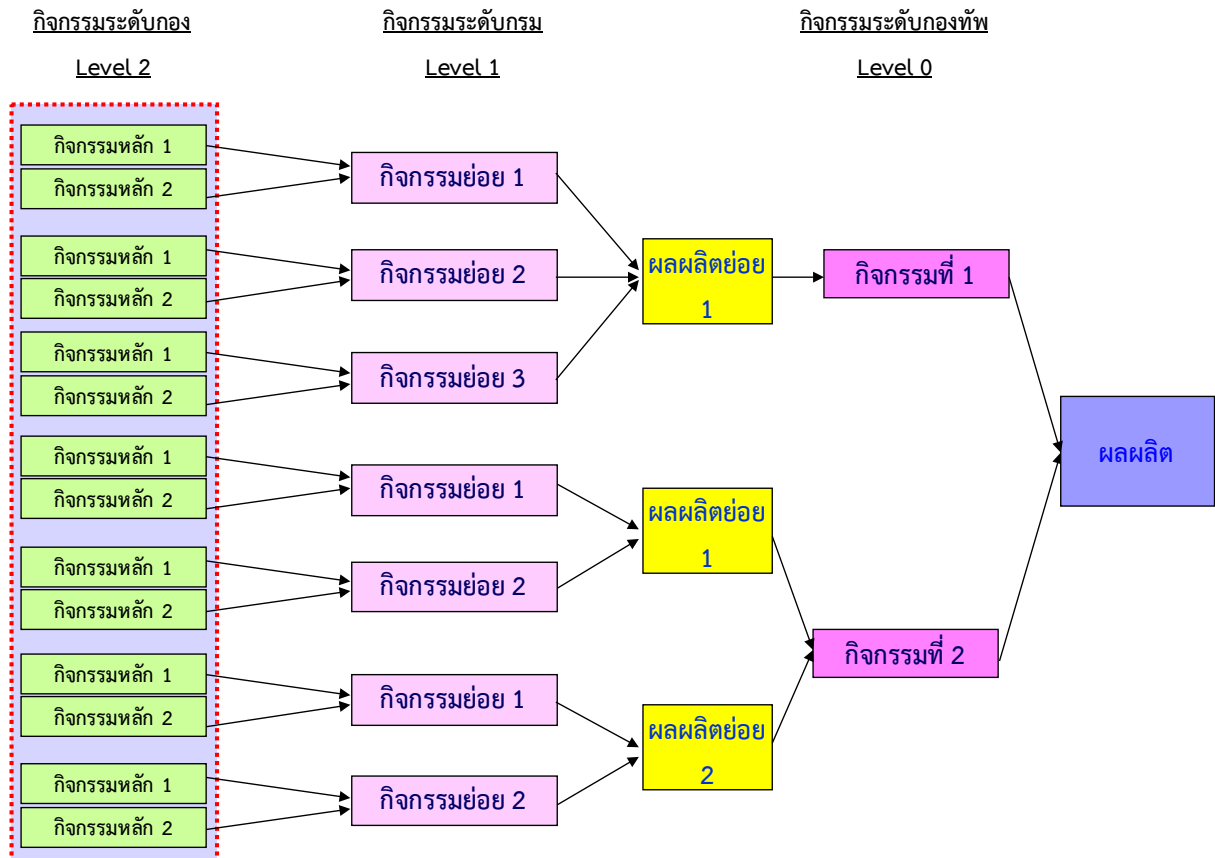 กิจกรรมระดับกอง
Level 2
กิจกรรมระดับกรม
Level 1
กิจกรรมระดับกองทัพ
Level 0
กิจกรรมหลัก 1
กิจกรรมหลัก 2
กิจกรรมหลัก 1
กิจกรรมหลัก 2
กิจกรรมหลัก 1
กิจกรรมหลัก 2
กิจกรรมหลัก 1
กิจกรรมหลัก 2
กิจกรรมหลัก 1
กิจกรรมหลัก 2
กิจกรรมหลัก 1
กิจกรรมหลัก 2
กิจกรรมหลัก 1
กิจกรรมหลัก 2
กิจกรรมย่อย 1
กิจกรรมย่อย 2
กิจกรรมย่อย 3
กิจกรรมย่อย 1
กิจกรรมย่อย 2
กิจกรรมย่อย 1
กิจกรรมย่อย 2
ผลผลิตย่อย
1
ผลผลิตย่อย
1
ผลผลิตย่อย
2
กิจกรรมที่ 1
กิจกรรมที่ 2
ผลผลิต